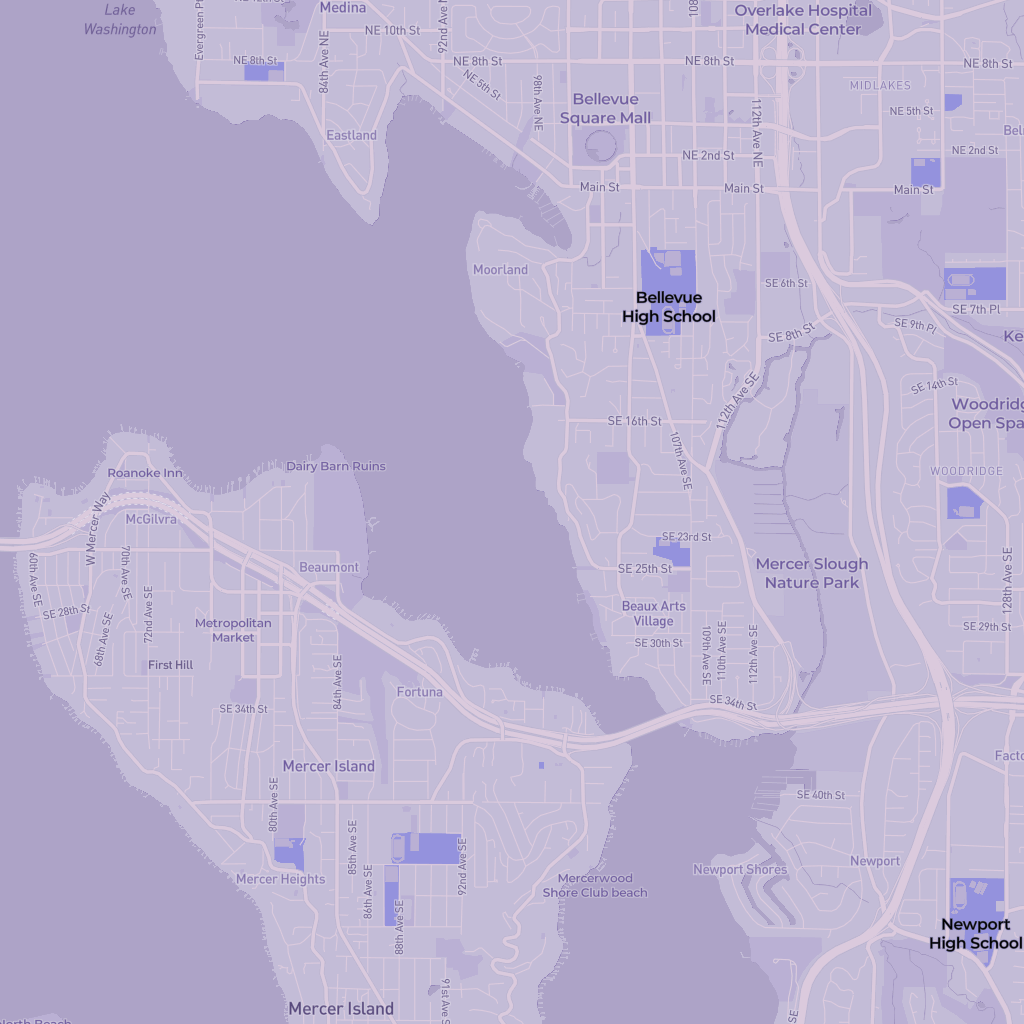 Lake
Washington
Medina
Overlake Hospital
Medical Center
Evergreen
84th Ave NE
NE 10th St
92nd Ave
NE 8th St
NE 8th St
NE 8th St
NE 8th St
NE 5th St
98th Ave NE
Bellevue
Square Mall
MIDLAKES
NE 5th St
112th Ave NE
Eastland
NE 2nd St
NE 2nd St
Main St
Main St
Main St
Moorland
SE 6th St
Bellevue
High School
SE 7th Pl
SE 9th Pl
SE 8th St
SE 14th St
112th Ave SE
SE 16th St
Woodridg
Open Spa
107th Ave SE
WOODRIDGE
Roanoke Inn
Dairy Barn Ruins
W Mercer Way
McGilvra
SE 23rd St
60th Ave SE
70th Ave SE
Beaumont
SE 25th St
Mercer Slough
Nature Park
128th Ave SE
SE 28th St
72nd Ave SE
68th Ave SE
Metropolitan
Market
Beaux Arts
Village
SE 29th St
SE 30th St
109th Ave SE
110th Ave SE
112th Ave SE
First Hill
84th Ave SE
Fortuna
SE 34th St
SE 34th St
Mercer Island
SE 40th St
80th Ave SE
85th Ave SE
92nd Ave SE
86th Ave SE
88th Ave SE
Mercer Heights
Mercerwood
Shore Club beach
Newport Shores
Newport
Newport
High School
91st Ave S
Mercer Island